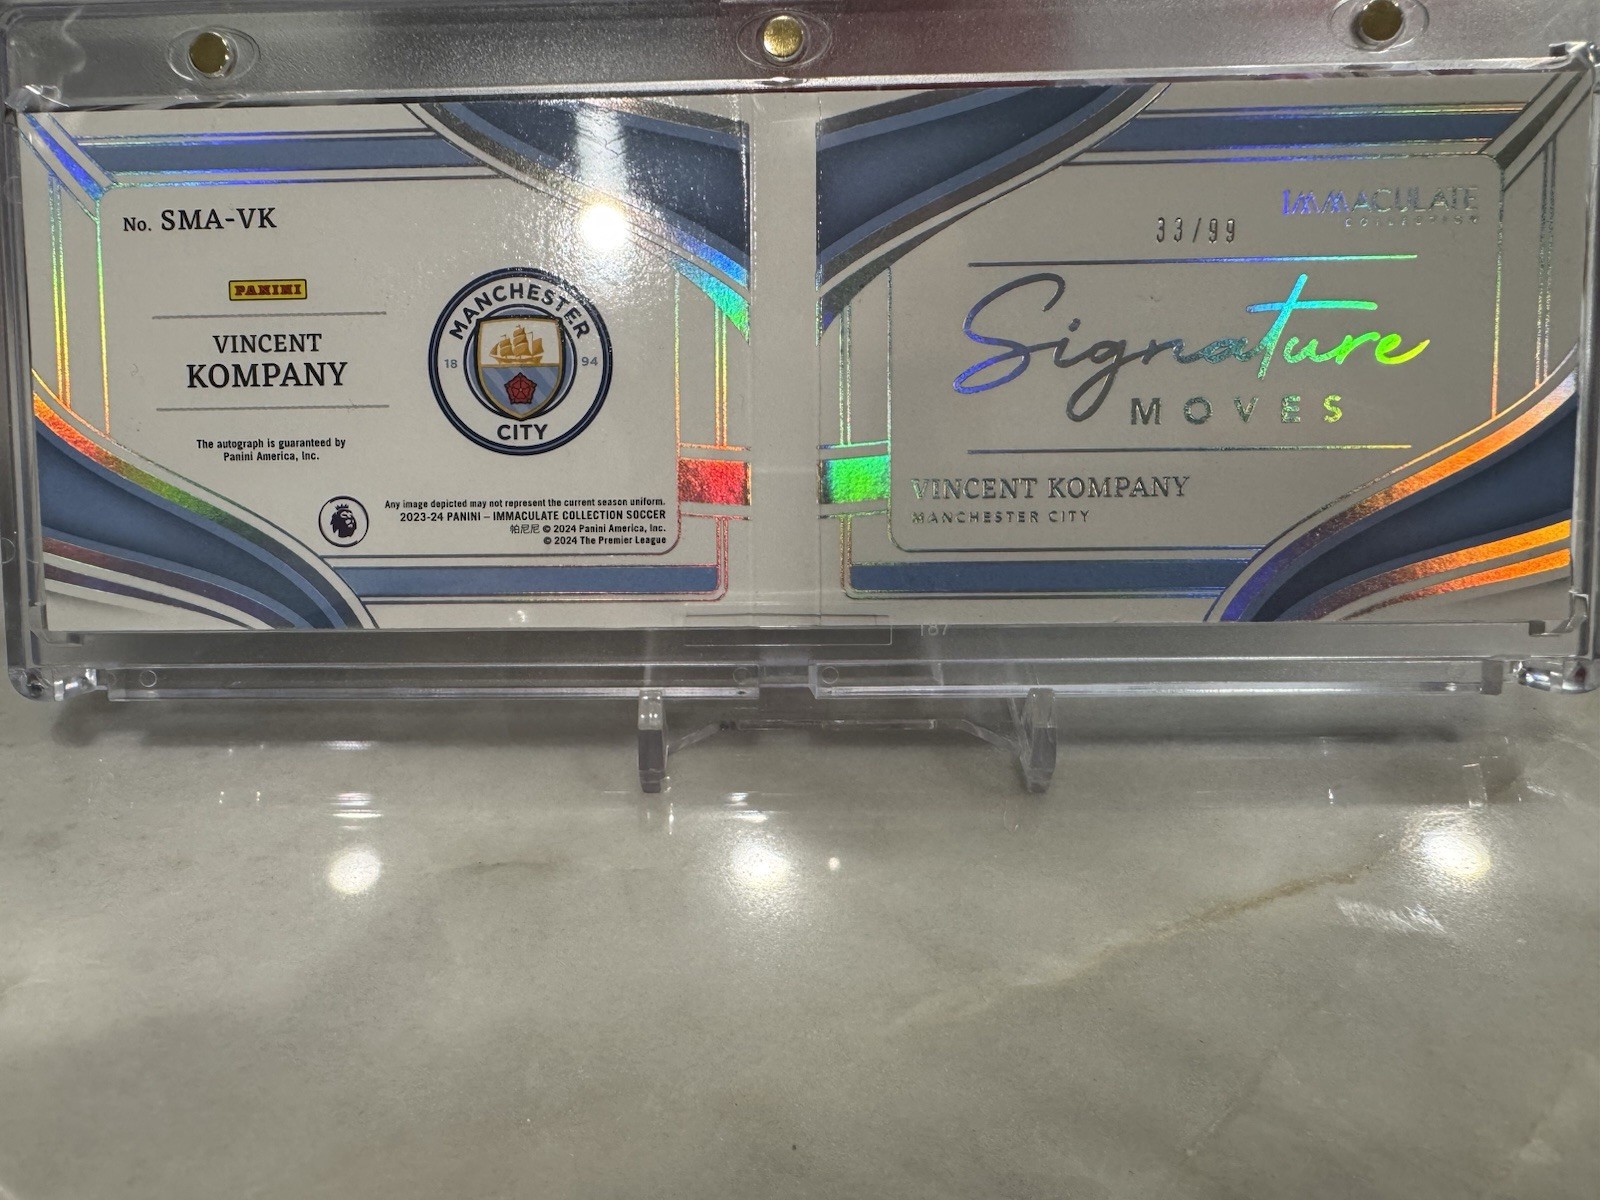 No. SMA-VK
PANINI
VINCENT
KOMPANY
The autograph is guaranteed by
Panini America, Inc.
MANCHESTER
18 94
CITY
Any image depicted may not represent the current season uniform.
2023-24 PANINI – IMMACULATE COLLECTION SOCCER
帕尼尼 © 2024 Panini America, Inc.
© 2024 The Premier League
IMMACULATE
COLLECTION
33/99
Signature
MOVES
VINCENT KOMPANY
MANCHESTER CITY
187